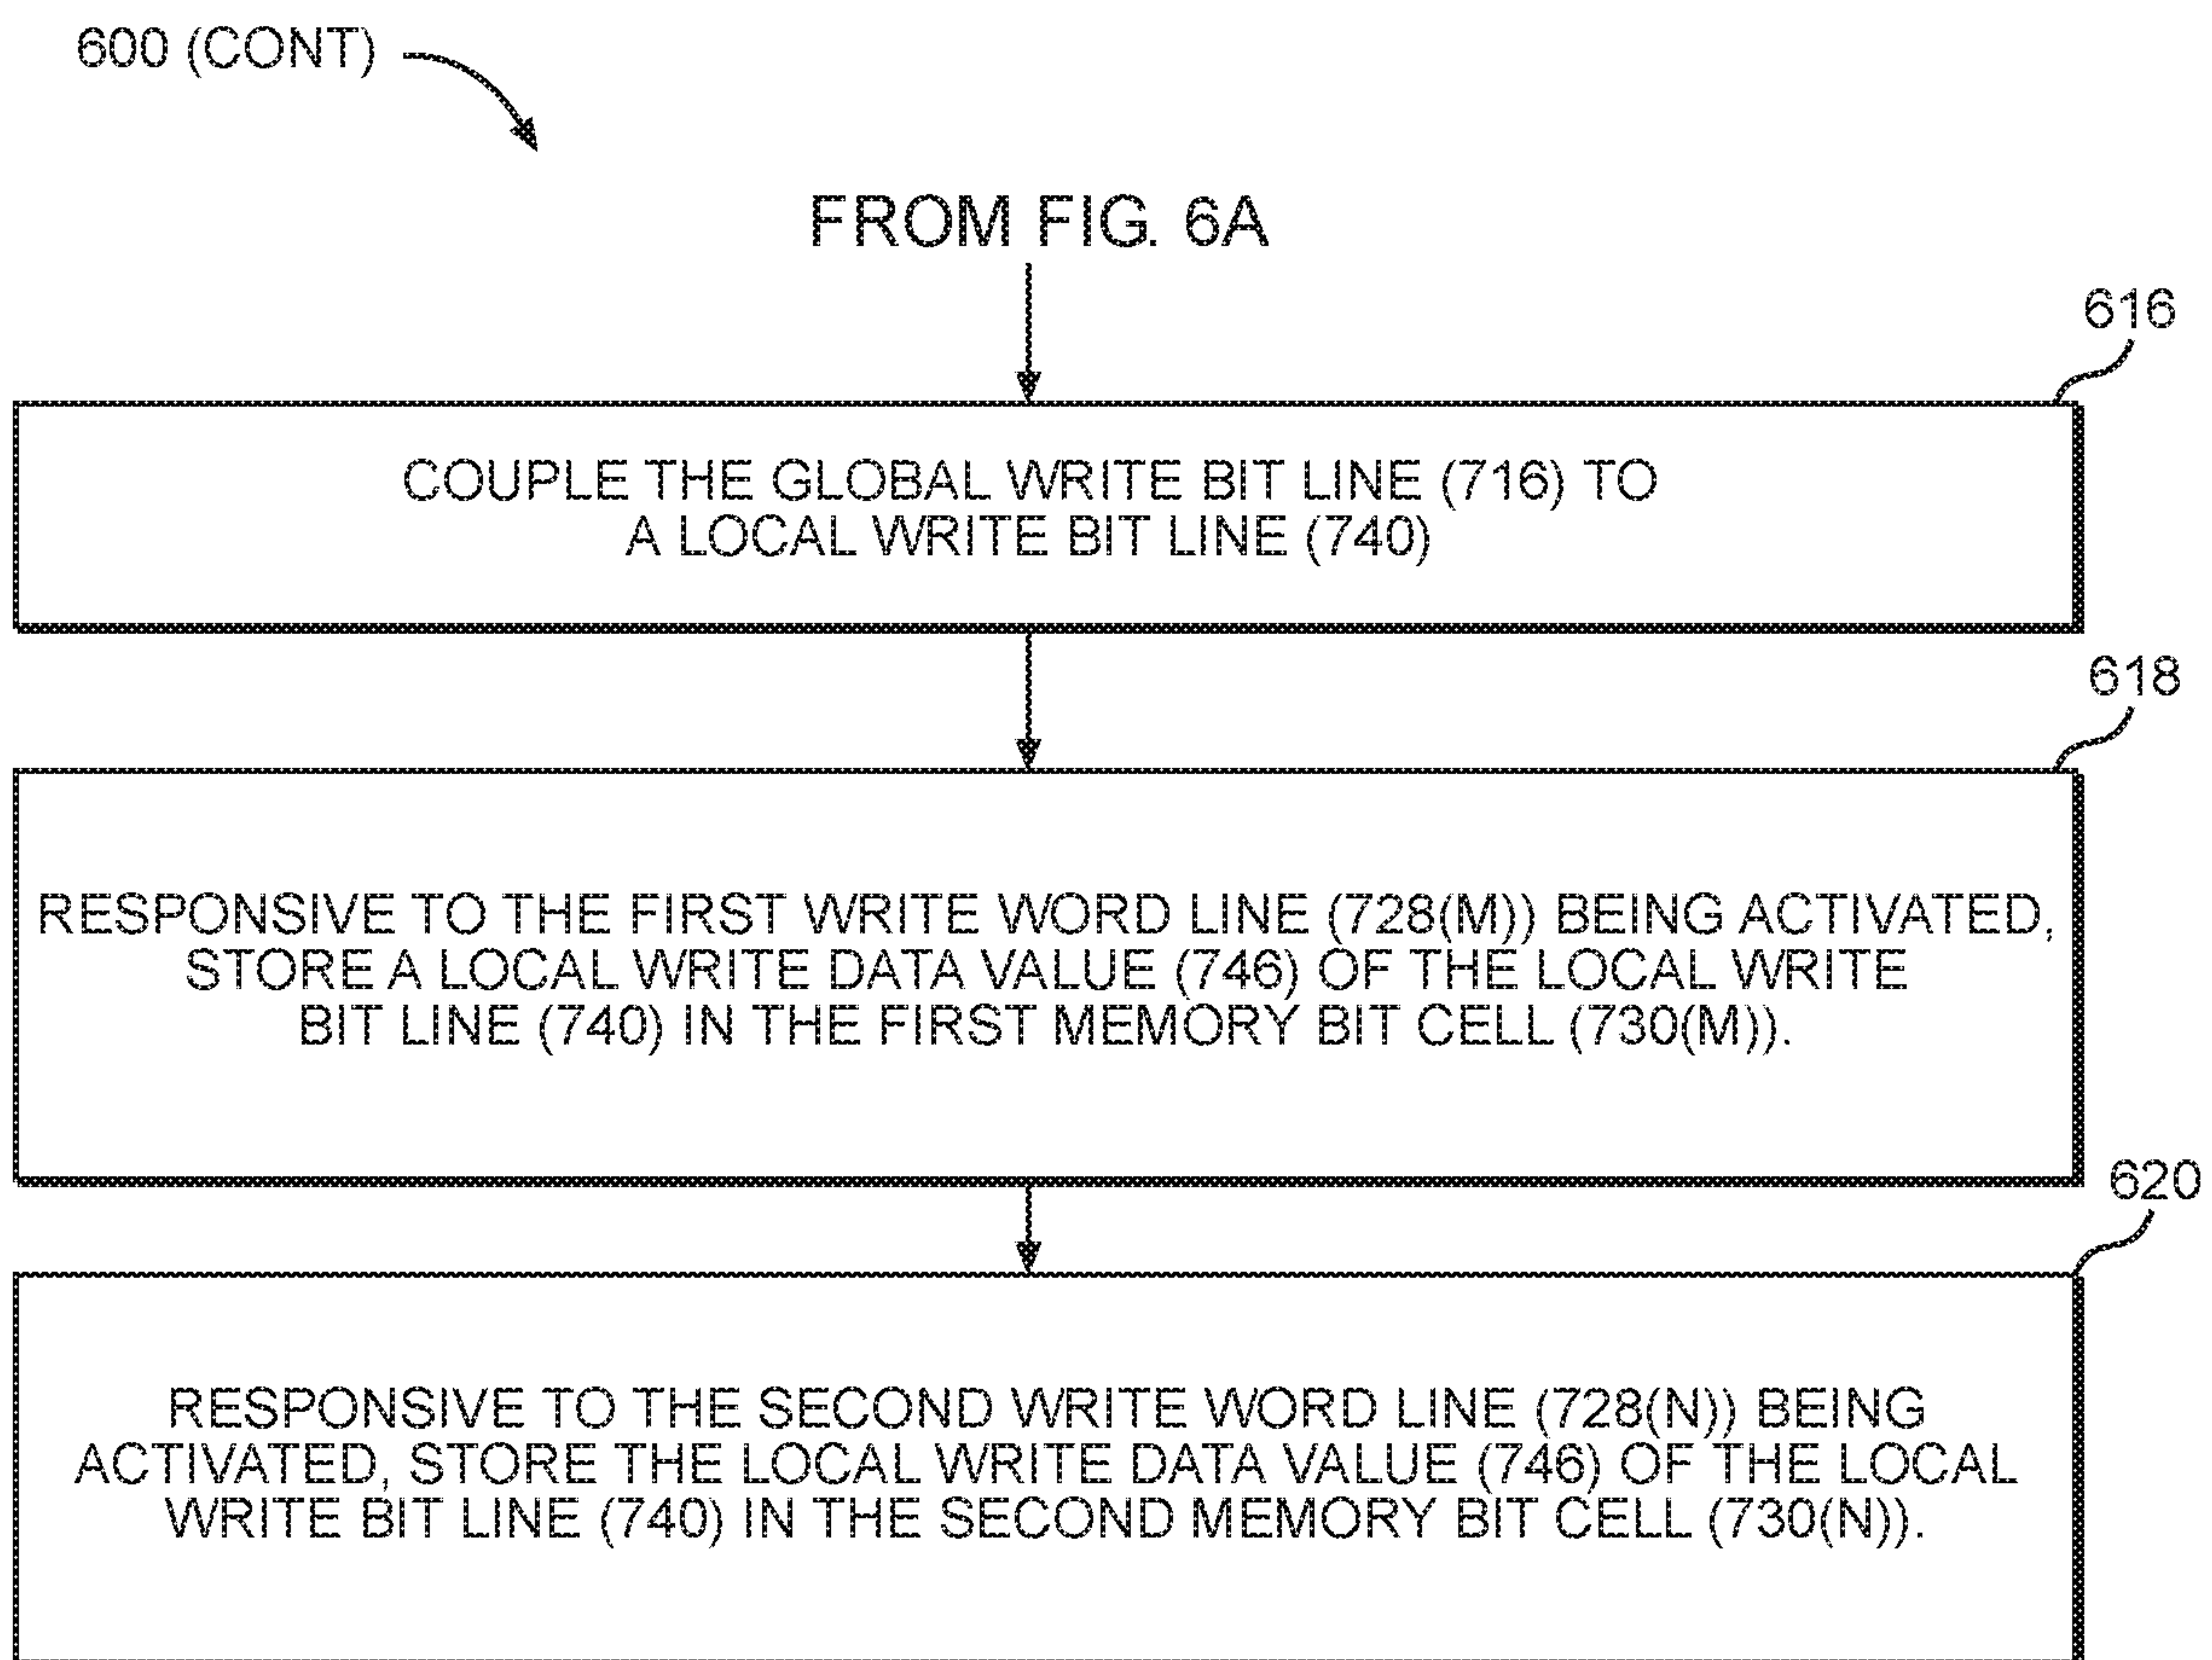 600 (CONT)
FROM FIG. 6A
616
COUPLE THE GLOBAL WRITE BIT LINE (716) TO
A LOCAL WRITE BIT LINE (740)
618
RESPONSIVE TO THE FIRST WRITE WORD LINE (728(M)) BEING ACTIVATED,
STORE A LOCAL WRITE DATA VALUE (746) OF THE LOCAL WRITE
BIT LINE (740) IN THE FIRST MEMORY BIT CELL (730(M)).
620
RESPONSIVE TO THE SECOND WRITE WORD LINE (728(N)) BEING
ACTIVATED, STORE THE LOCAL WRITE DATA VALUE (746) OF THE LOCAL
WRITE BIT LINE (740) IN THE SECOND MEMORY BIT CELL (730(N)).